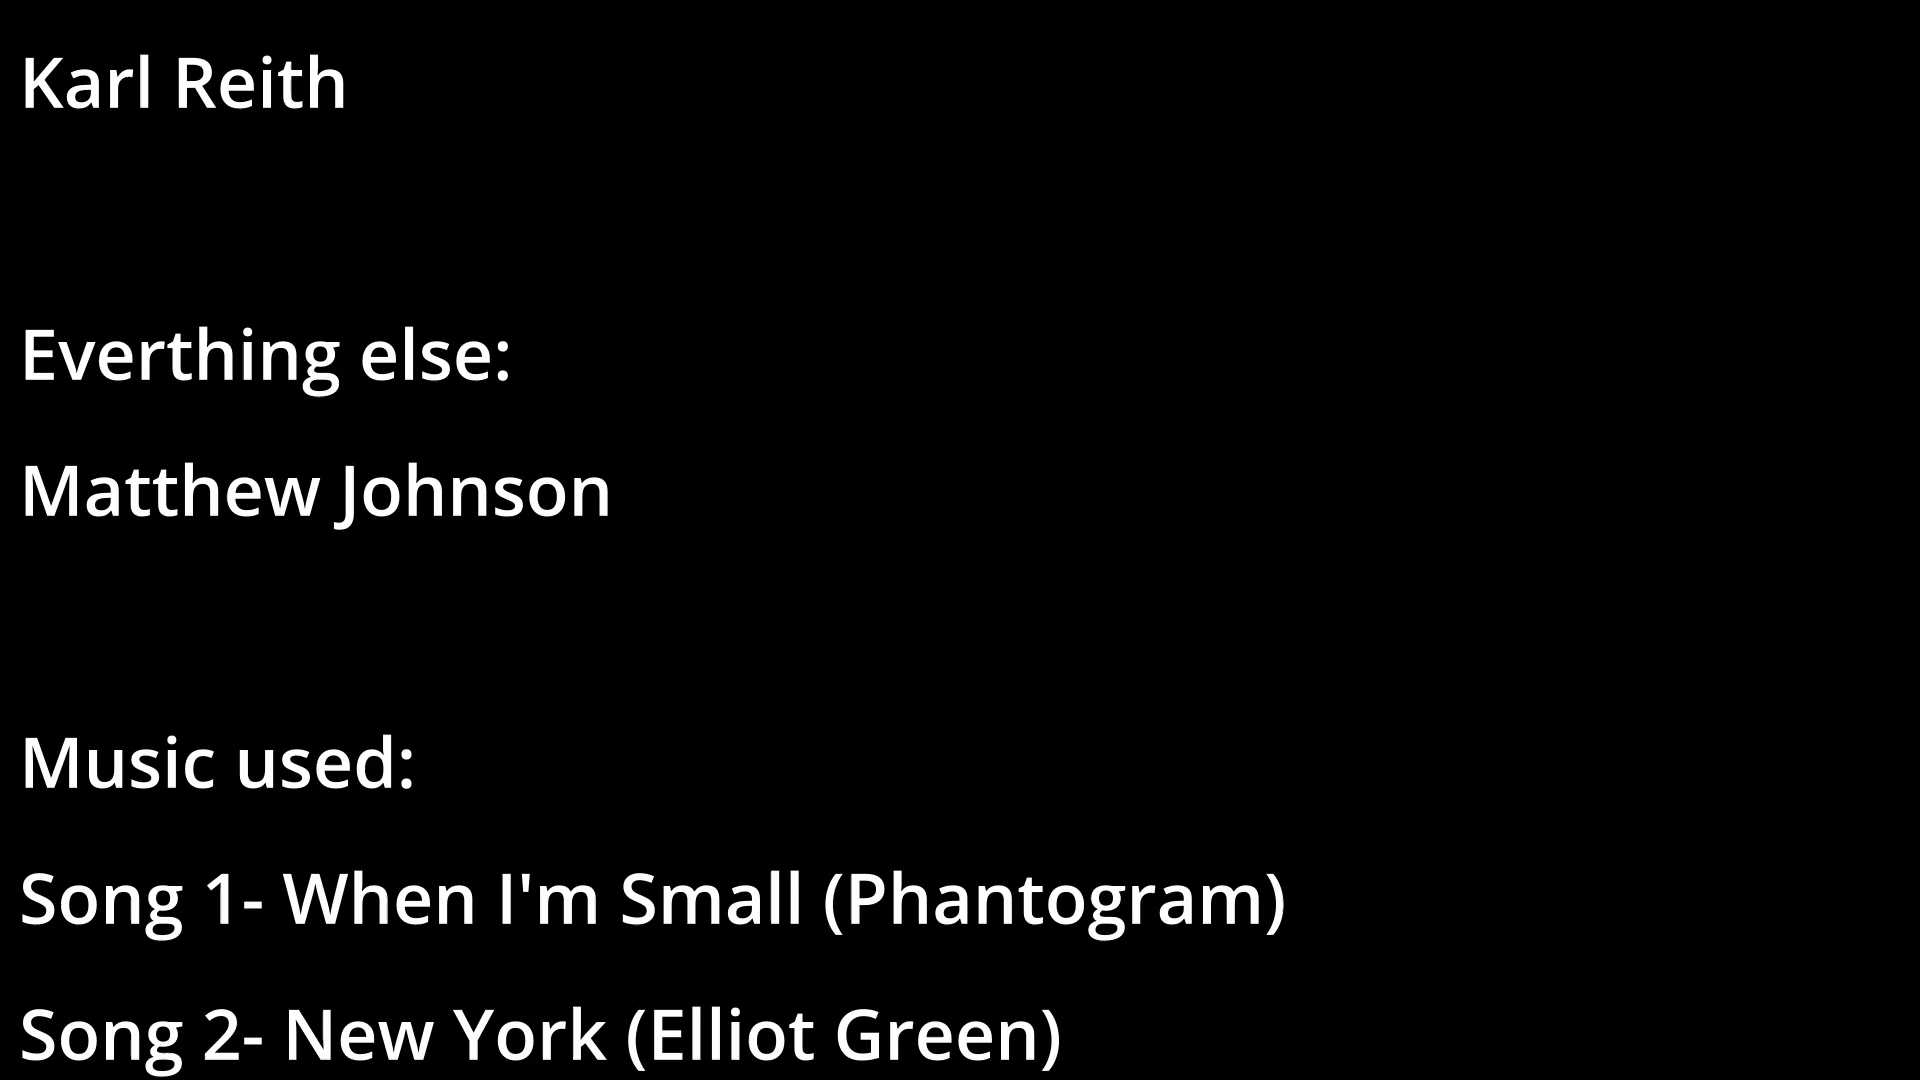 Karl Reith
Everthing else:
Matthew Johnson
Music used:
Song 1- When I'm Small (Phantogram)
Song 2- New York (Elliot Green)